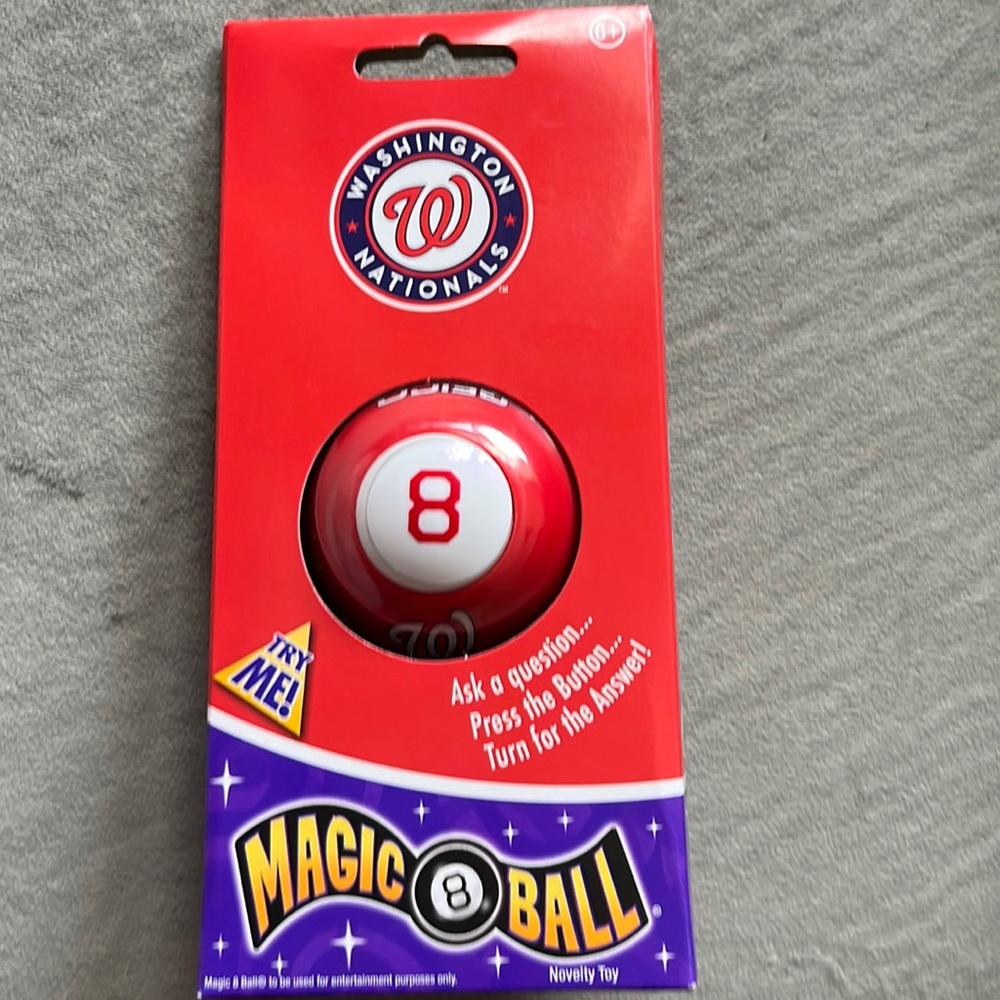 6+
WASHINGTON
W
NATIONALS
TM
8
W
TRY
ME!
Ask a question...
Press the Button...
Turn for the Answer!
MAGIC 8 BALL®
Magic 8 Ball® to be used for entertainment purposes only.
Novelty Toy